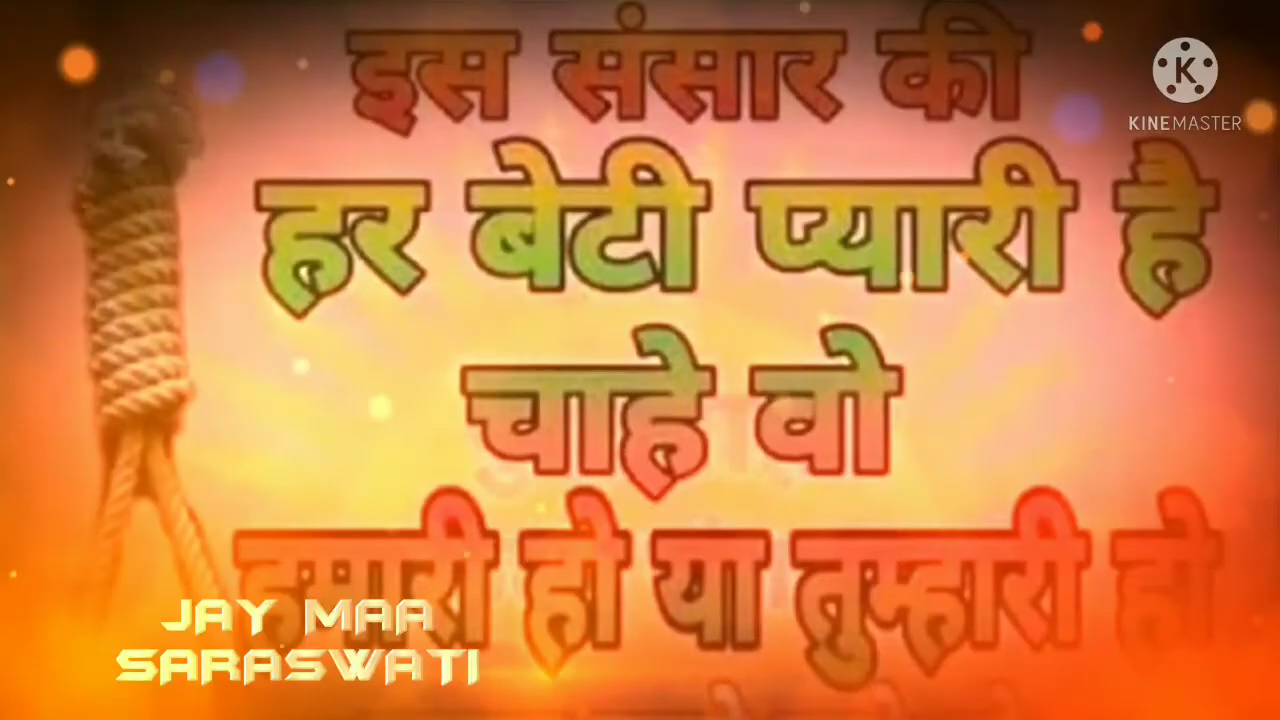 इस संसार की
हर बेटी प्यारी है
चाहे वो
हमारी हो या तुम्हारी हो
JAY MAA
SARASWATI
KINEMASTER